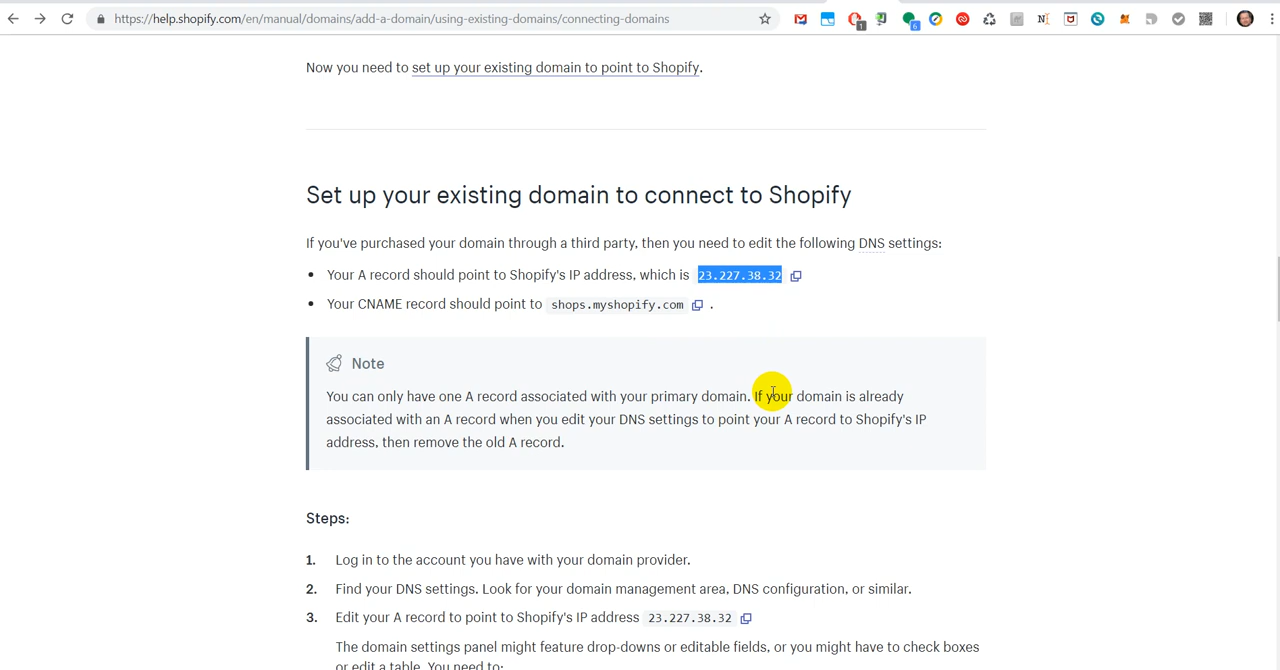 https://help.shopify.com/en/manual/domains/add-a-domain/using-existing-domains/connecting-domains
1
6
N
Now you need to set up your existing domain to point to Shopify.
Set up your existing domain to connect to Shopify
If you've purchased your domain through a third party, then you need to edit the following DNS settings:
• Your A record should point to Shopify's IP address, which is 23.227.38.32
• Your CNAME record should point to shops.myshopify.com .
Note
You can only have one A record associated with your primary domain. If your domain is already
associated with an A record when you edit your DNS settings to point your A record to Shopify's IP
address, then remove the old A record.
Steps:
1. Log in to the account you have with your domain provider.
2. Find your DNS settings. Look for your domain management area, DNS configuration, or similar.
3. Edit your A record to point to Shopify's IP address 23.227.38.32
The domain settings panel might feature drop-downs or editable fields, or you might have to check boxes
or edit a table. You need to: